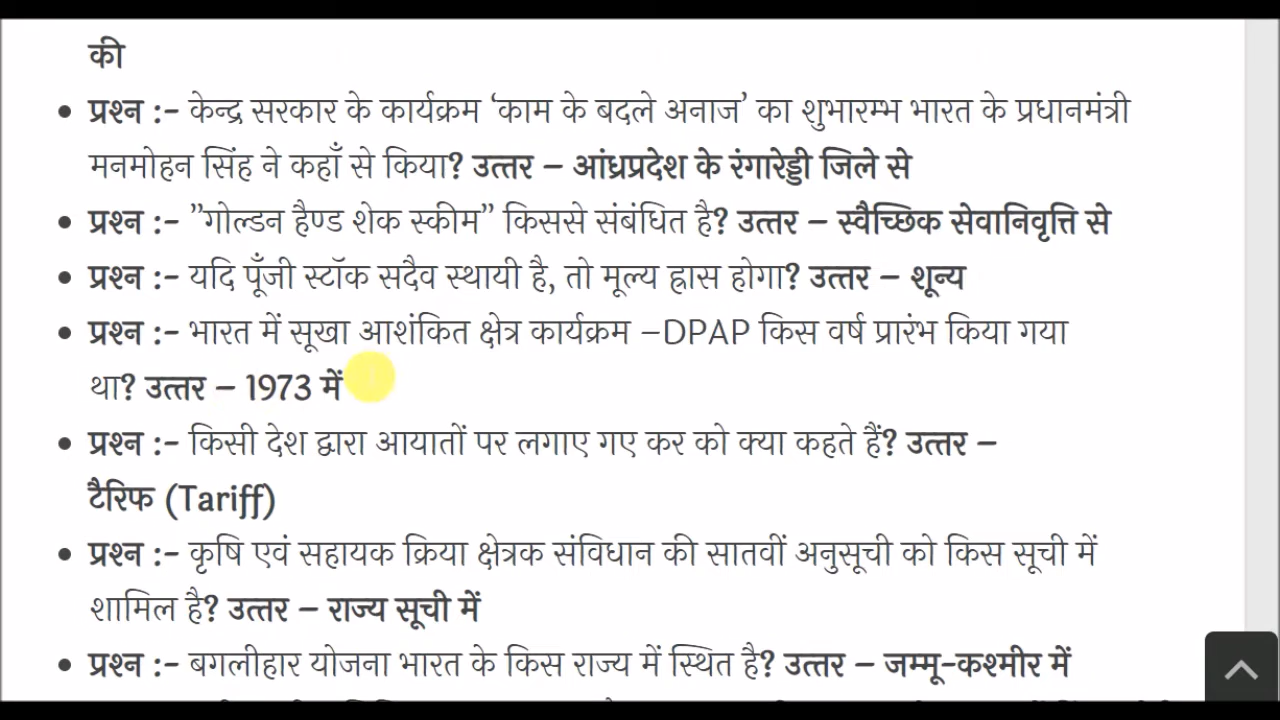 की
• प्रश्न :- केन्द्र सरकार के कार्यक्रम ‘काम के बदले अनाज’ का शुभारम्भ भारत के प्रधानमंत्री
मनमोहन सिंह ने कहाँ से किया? उत्तर – आंध्रप्रदेश के रंगारेड्डी जिले से
• प्रश्न :- ”गोल्डन हैण्ड शेक स्कीम” किससे संबंधित है? उत्तर – स्वैच्छिक सेवानिवृत्ति से
• प्रश्न :- यदि पूँजी स्टॉक सदैव स्थायी है, तो मूल्य ह्रास होगा? उत्तर – शून्य
• प्रश्न :- भारत में सूखा आशंकित क्षेत्र कार्यक्रम –DPAP किस वर्ष प्रारंभ किया गया
था? उत्तर – 1973 में
• प्रश्न :- किसी देश द्वारा आयातों पर लगाए गए कर को क्या कहते हैं? उत्तर –
टैरिफ (Tariff)
• प्रश्न :- कृषि एवं सहायक क्रिया क्षेत्रक संविधान की सातवीं अनुसूची को किस सूची में
शामिल है? उत्तर – राज्य सूची में
• प्रश्न :- बगलीहार योजना भारत के किस राज्य में स्थित है? उत्तर – जम्मू-कश्मीर में